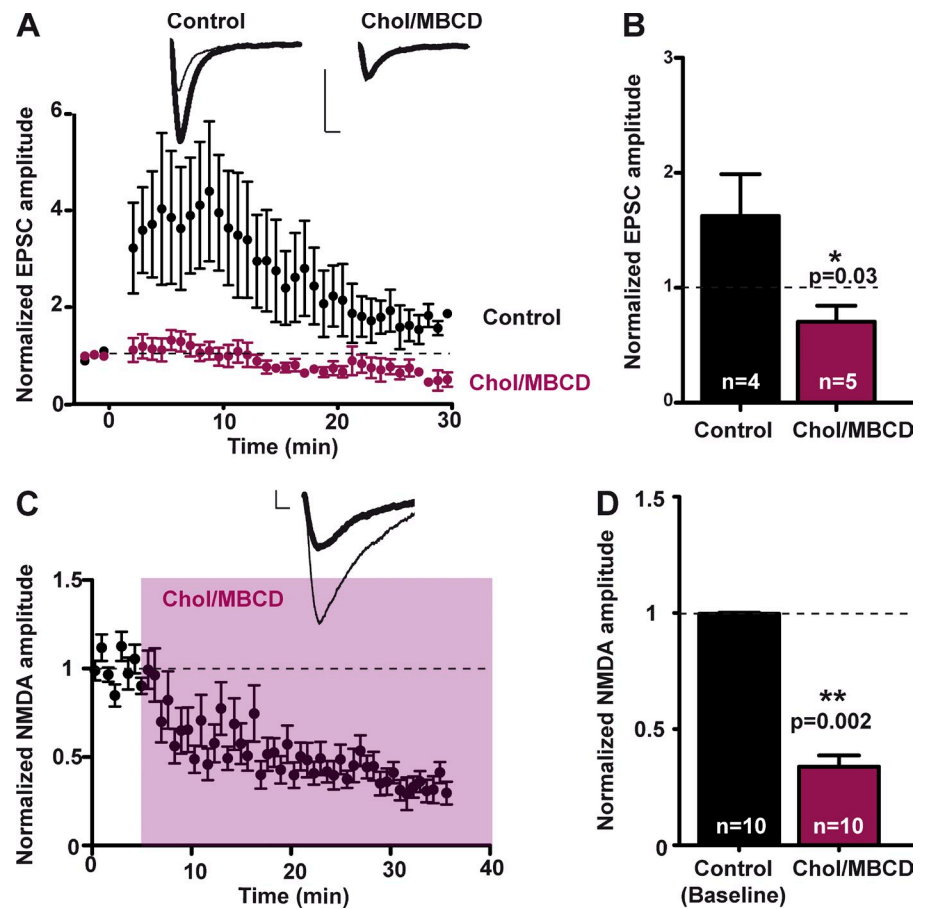 A
Control
Chol/MBCD
Normalized EPSC amplitude
6
4
2
0
Control
Chol/MBCD
0
10
20
30
Time (min)
B
Normalized EPSC amplitude
3
2
1
0
*
p=0.03
n=4
n=5
Control
Chol/MBCD
C
Normalized NMDA amplitude
1.5
1
0.5
0
Chol/MBCD
0
10
20
30
40
Time (min)
D
Normalized NMDA amplitude
1.5
1
0.5
0
**
p=0.002
n=10
n=10
Control
(Baseline)
Chol/MBCD